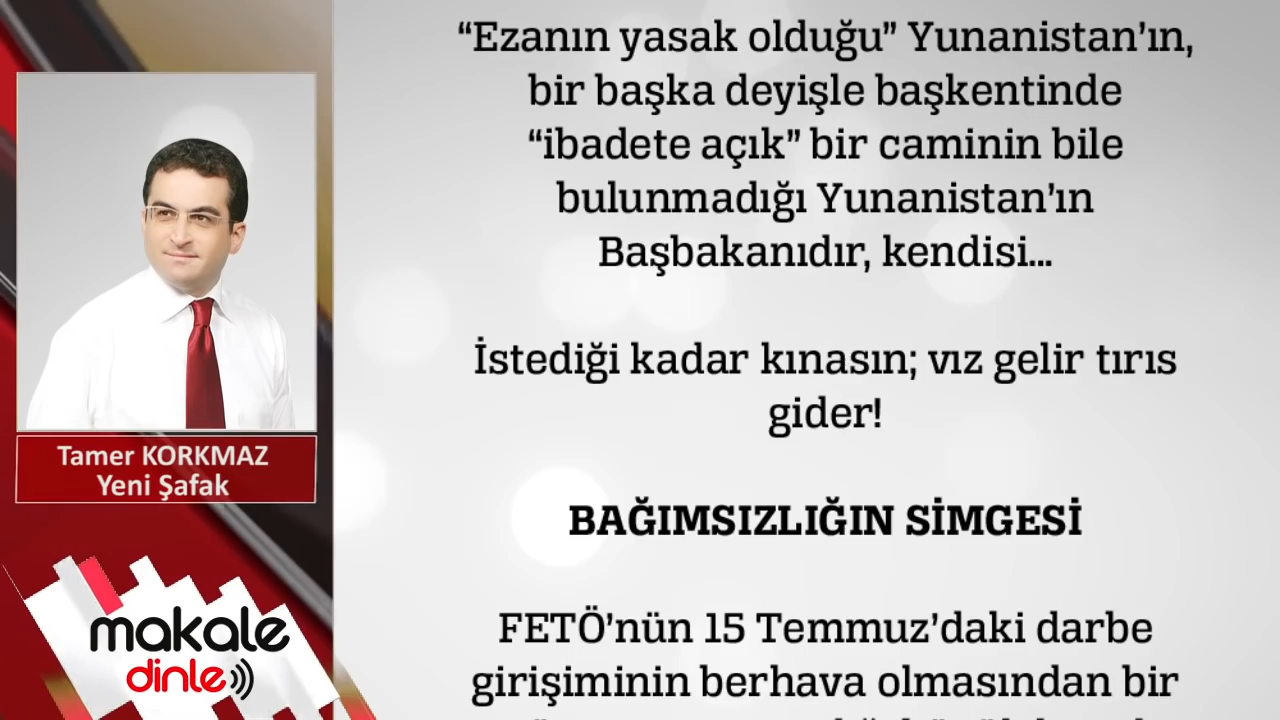 “Ezanın yasak olduğu” Yunanistan’ın,
bir başka deyişle başkentinde
“ibadete açık” bir caminin bile
bulunmadığı Yunanistan’ın
Başbakanıdır, kendisi...
İstediği kadar kınasın; vız gelir tırıs
gider!
BAĞIMSIZLIĞIN SİMGESİ
FETÖ’nün 15 Temmuz’daki darbe
girişiminin berhava olmasından bir
Tamer KORKMAZ
Yeni Şafak
makale
dinle